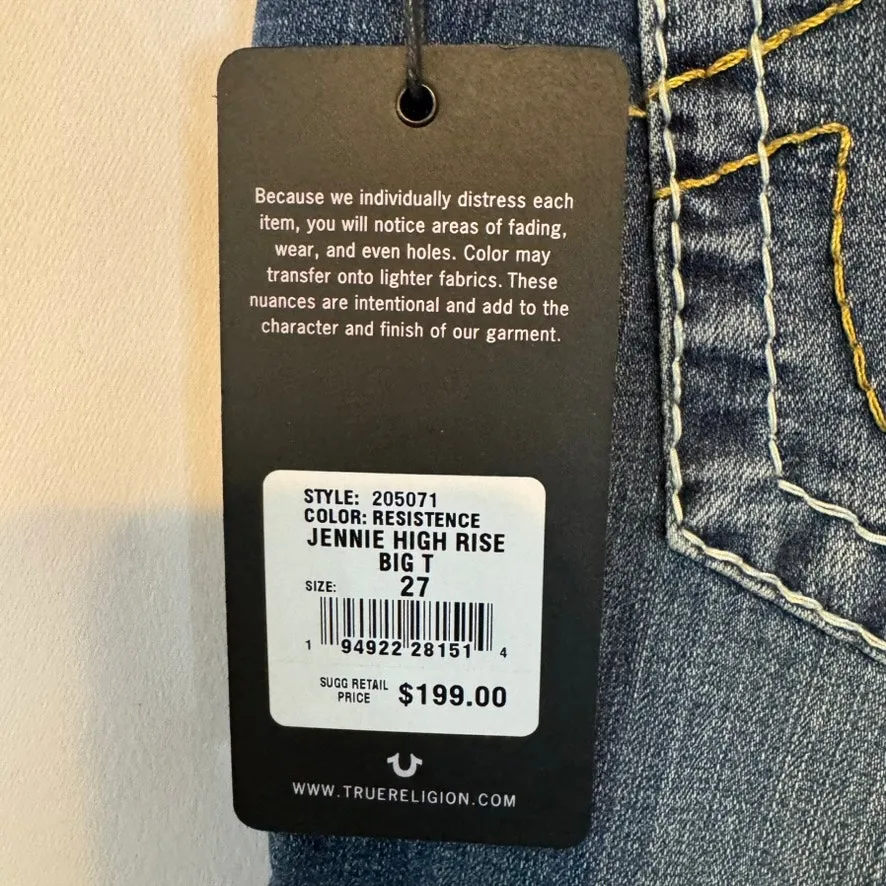 Because we individually distress each
item, you will notice areas of fading,
wear, and even holes. Color may
transfer onto lighter fabrics. These
nuances are intentional and add to the
character and finish of our garment.
STYLE: 205071
COLOR: RESISTENCE
JENNIE HIGH RISE
BIG T
SIZE: 27
1 94922 28151 4
SUGG RETAIL
PRICE $199.00
WWW.TRUERELIGION.COM